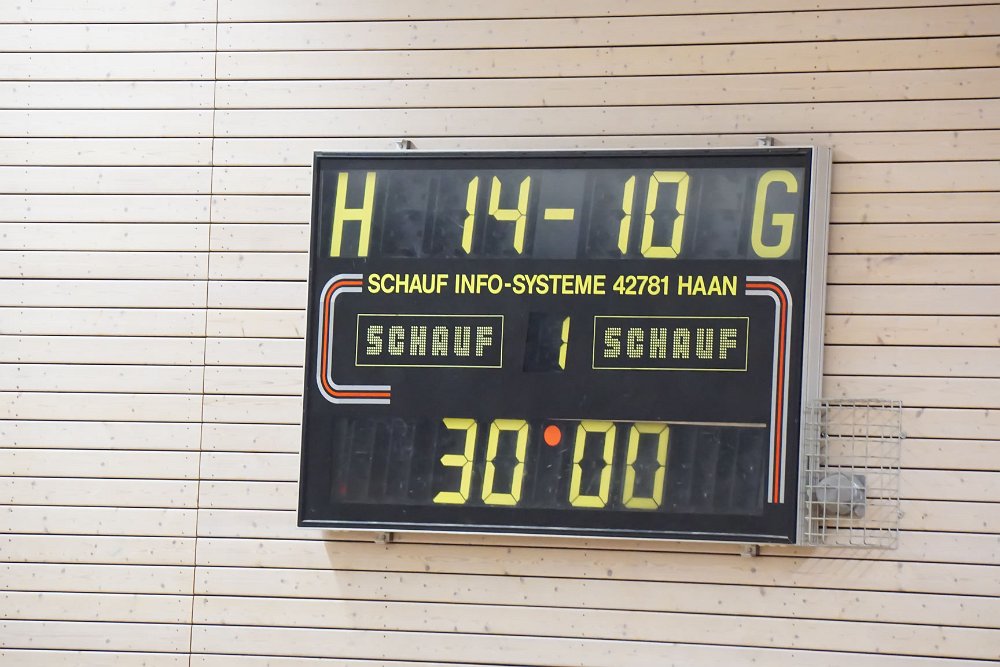 H 14-10 G
SCHAUF INFO-SYSTEME 42781 HAAN
SCHAUF 1 SCHAUF
30 00